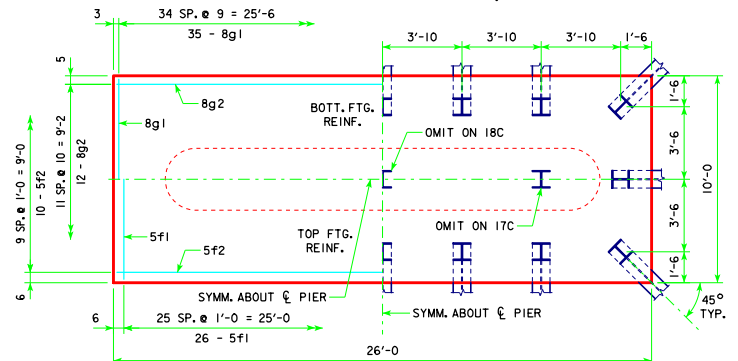 3
34 SP. @ 9 = 25'-6
35 - 8g1
3'-10
3'-10
3'-10
1'-6
5
8g2
BOTT. FTG.
REINF.
1'-6
8g1
OMIT ON 18C
3'-6
9 SP. @ 1'-0 = 9'-0
10 - 5f2
11 SP. @ 10 = 9'-2
12 - 8g2
10'-0
5f1
TOP FTG.
REINF.
OMIT ON 17C
3'-6
5f2
1'-6
6
SYMM. ABOUT ℄ PIER
SYMM. ABOUT ℄ PIER
45°
TYP.
6
25 SP. @ 1'-0 = 25'-0
26 - 5f1
26'-0